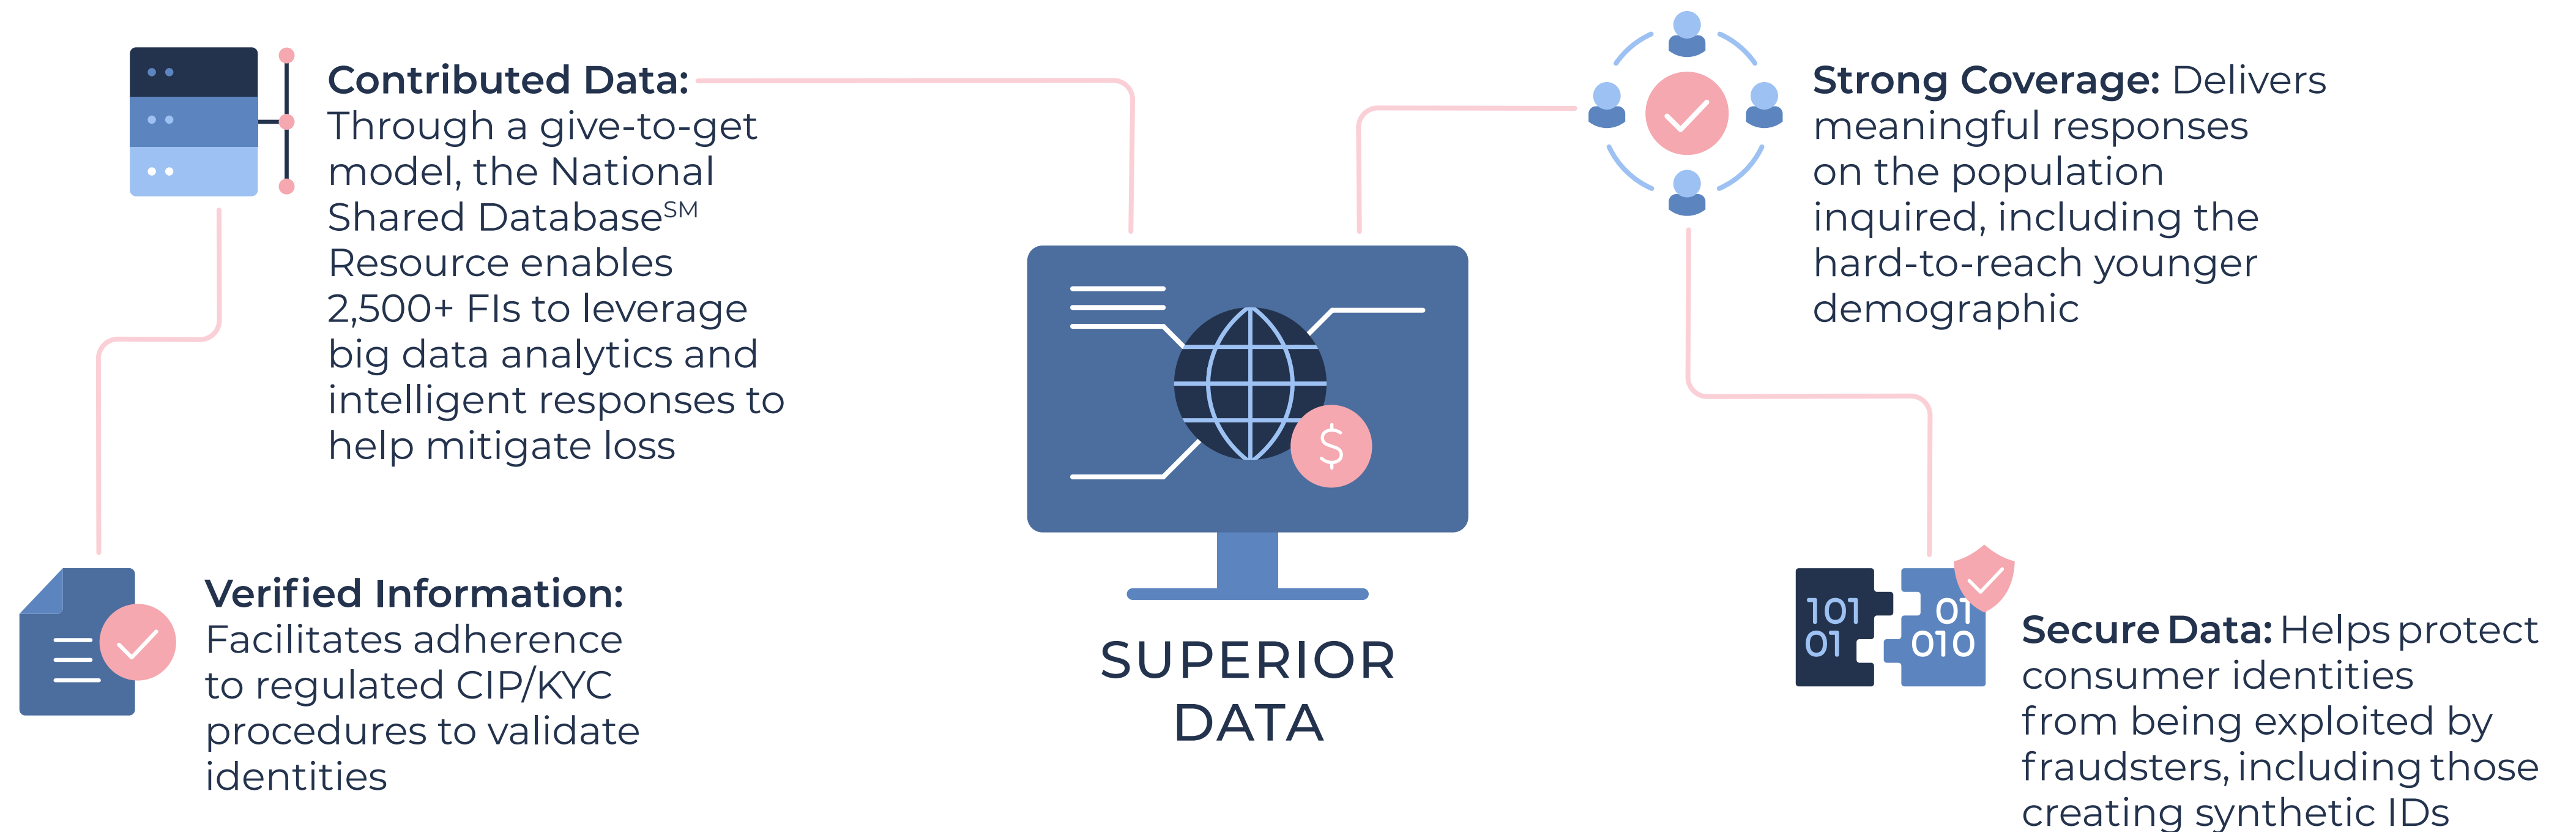 Contributed Data:
Through a give-to-get
model, the National
Shared Database℠
Resource enables
2,500+ FIs to leverage
big data analytics and
intelligent responses to
help mitigate loss
Verified Information:
Facilitates adherence
to regulated CIP/KYC
procedures to validate
identities
$
SUPERIOR
DATA
Strong Coverage: Delivers
meaningful responses
on the population
inquired, including the
hard-to-reach younger
demographic
101
01
01
010
Secure Data: Helps protect
consumer identities
from being exploited by
fraudsters, including those
creating synthetic IDs